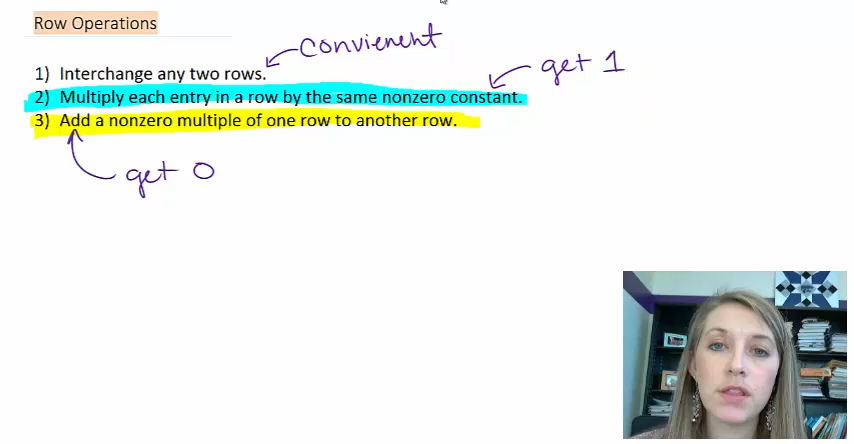 Row Operations
convienent
1) Interchange any two rows.
get 1
2) Multiply each entry in a row by the same nonzero constant.
3) Add a nonzero multiple of one row to another row.
get 0